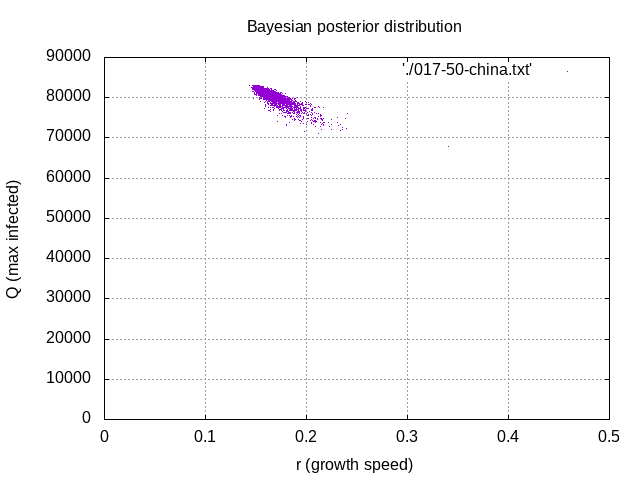 Bayesian posterior distribution
90000
'./017-50-china.txt'
80000
70000
60000
50000
40000
30000
20000
10000
0
Q (max infected)
0 0.1 0.2 0.3 0.4 0.5
r (growth speed)